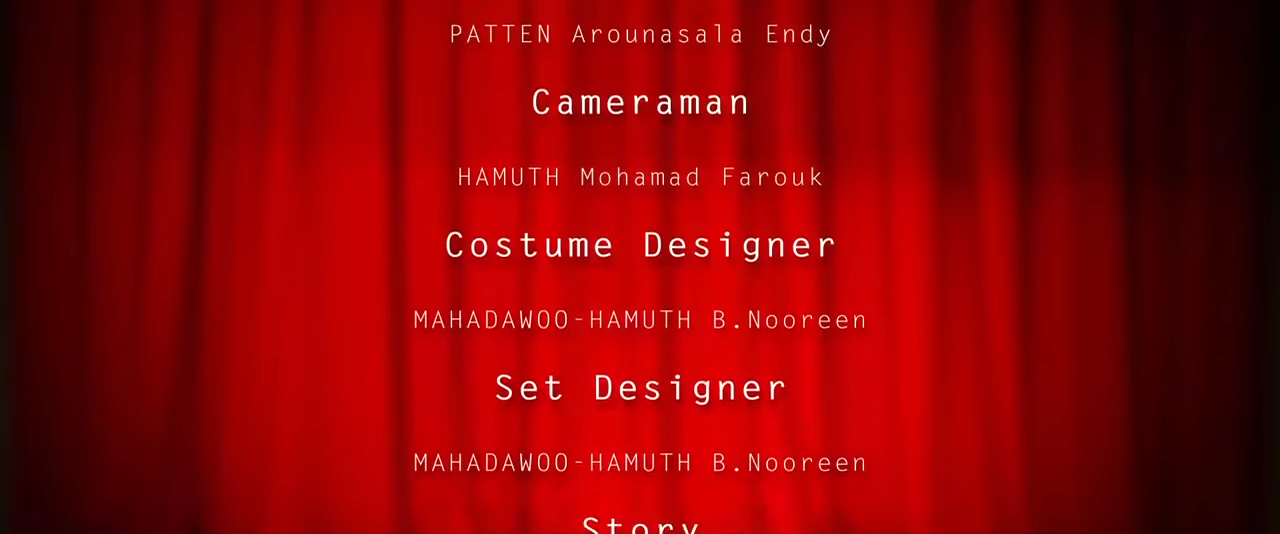 PATTEN Arounasala Endy
Cameraman
HAMUTH Mohamad Farouk
Costume Designer
MAHADAWOO-HAMUTH B.Nooreen
Set Designer
MAHADAWOO-HAMUTH B.Nooreen
Story